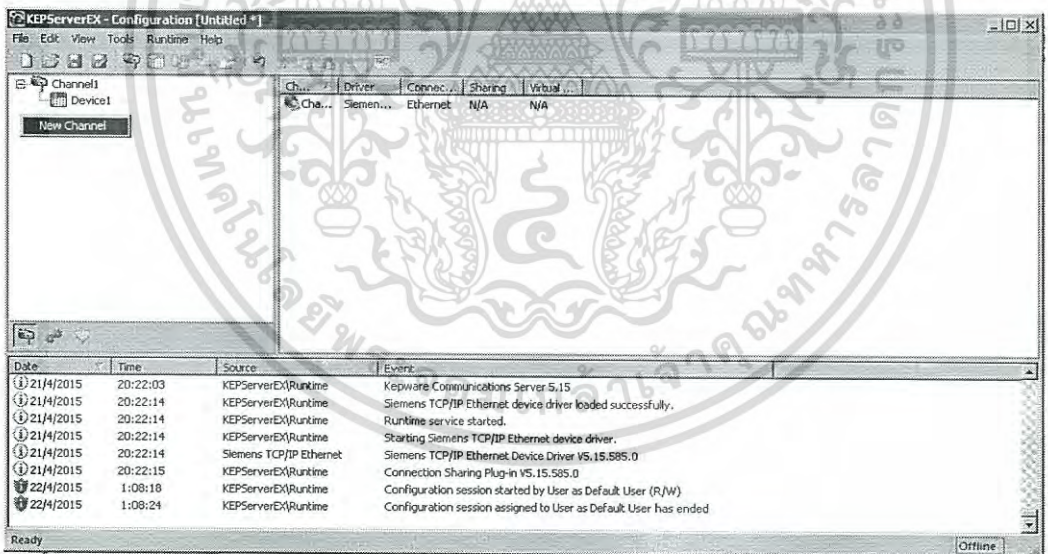 KEPServerEX - Configuration [Untitled *]
File Edit View Tools Runtime Help
Channel1
Device1
New Channel
Ch... Driver Connec... Sharing Virtual ...
Cha... Siemen... Ethernet N/A N/A
Date Time Source Event
21/4/2015 20:22:03 KEPServerEX\Runtime Kepware Communications Server 5.15
21/4/2015 20:22:14 KEPServerEX\Runtime Siemens TCP/IP Ethernet device driver loaded successfully.
21/4/2015 20:22:14 KEPServerEX\Runtime Runtime service started.
21/4/2015 20:22:14 KEPServerEX\Runtime Starting Siemens TCP/IP Ethernet device driver.
21/4/2015 20:22:14 Siemens TCP/IP Ethernet Siemens TCP/IP Ethernet Device Driver V5.15.585.0
21/4/2015 20:22:15 KEPServerEX\Runtime Connection Sharing Plug-in V5.15.585.0
22/4/2015 1:08:18 KEPServerEX\Runtime Configuration session started by User as Default User (R/W)
22/4/2015 1:08:24 KEPServerEX\Runtime Configuration session assigned to User as Default User has ended
Ready Offline